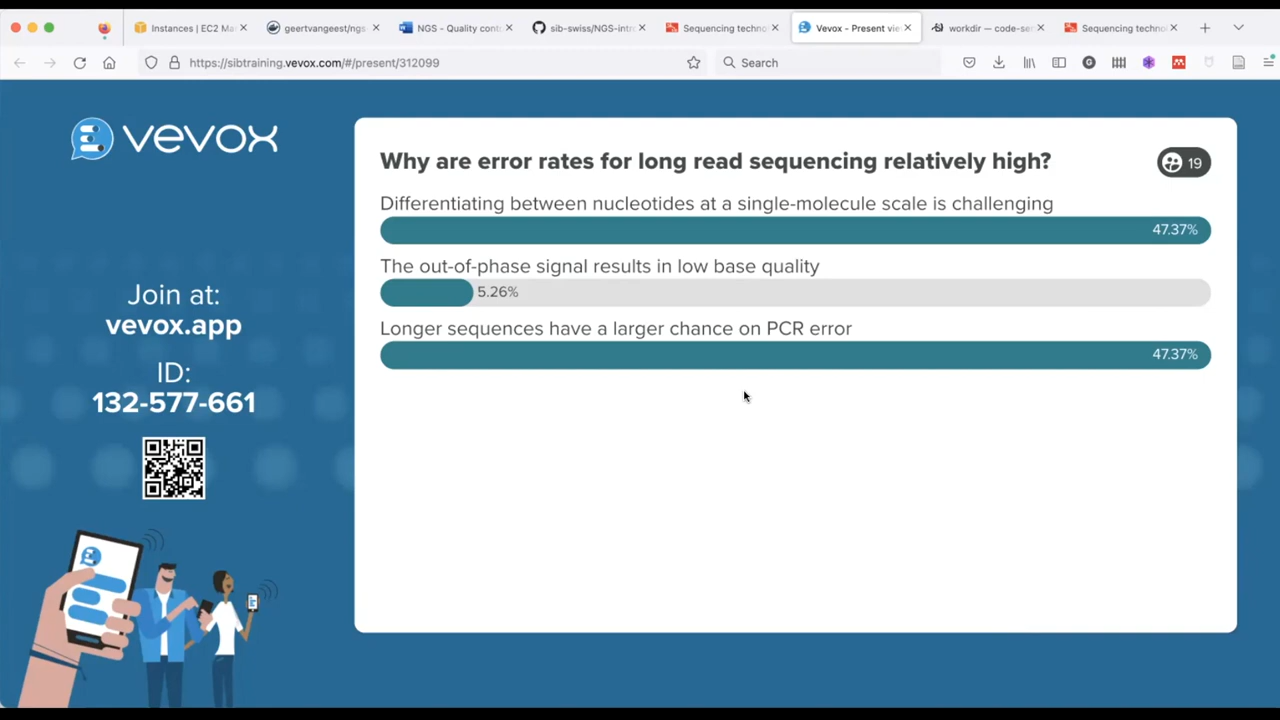 Instances | EC2 Ma
geertvangeest/ngs
NGS - Quality cont
sib-swiss/NGS-intr
Sequencing techno
Vevox - Present vie
workdir — code-ser
Sequencing techno
https://sibtraining.vevox.com/#/present/312099
Search
vevox
Join at:
vevox.app
ID:
132-577-661
Why are error rates for long read sequencing relatively high?
19
Differentiating between nucleotides at a single-molecule scale is challenging
47.37%
The out-of-phase signal results in low base quality
5.26%
Longer sequences have a larger chance on PCR error
47.37%